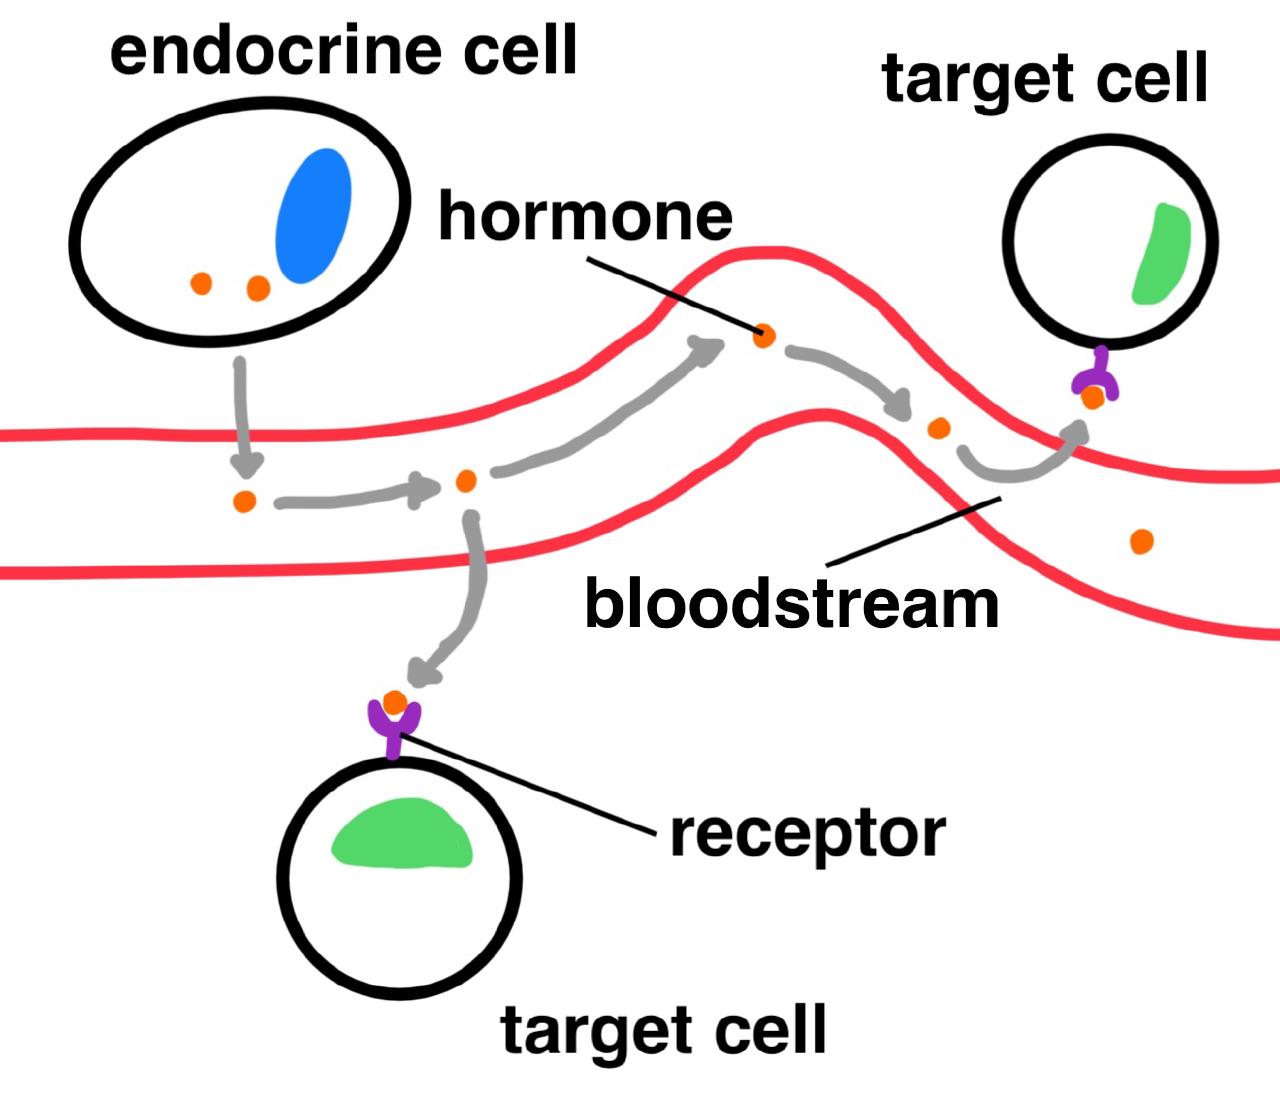 endocrine cell
target cell
hormone
bloodstream
receptor
target cell